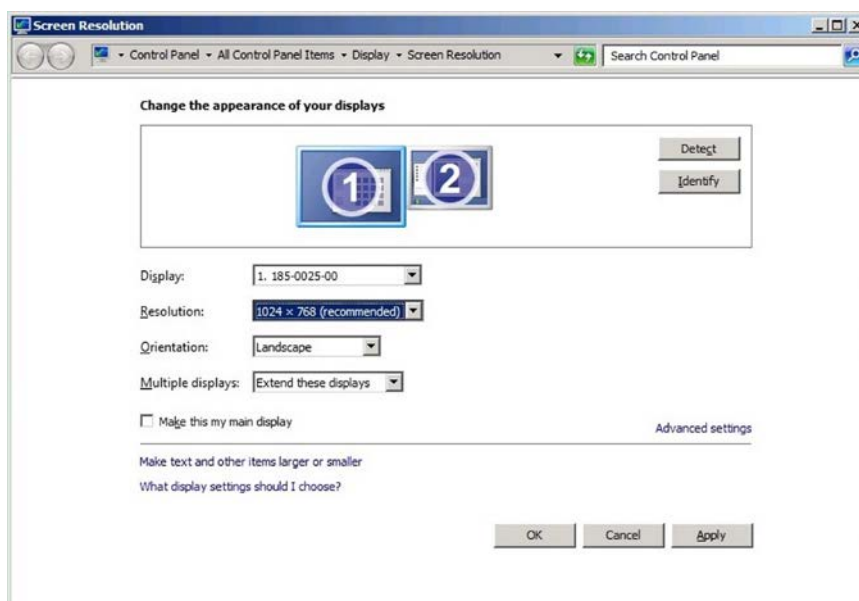 Screen Resolution
Control Panel All Control Panel Items Display Screen Resolution Search Control Panel
Change the appearance of your displays
1 2
Detect
Identify
Display: 1. 185-0025-00
Resolution: 1024 × 768 (recommended)
Orientation: Landscape
Multiple displays: Extend these displays
Make this my main display
Advanced settings
Make text and other items larger or smaller
What display settings should I choose?
OK Cancel Apply